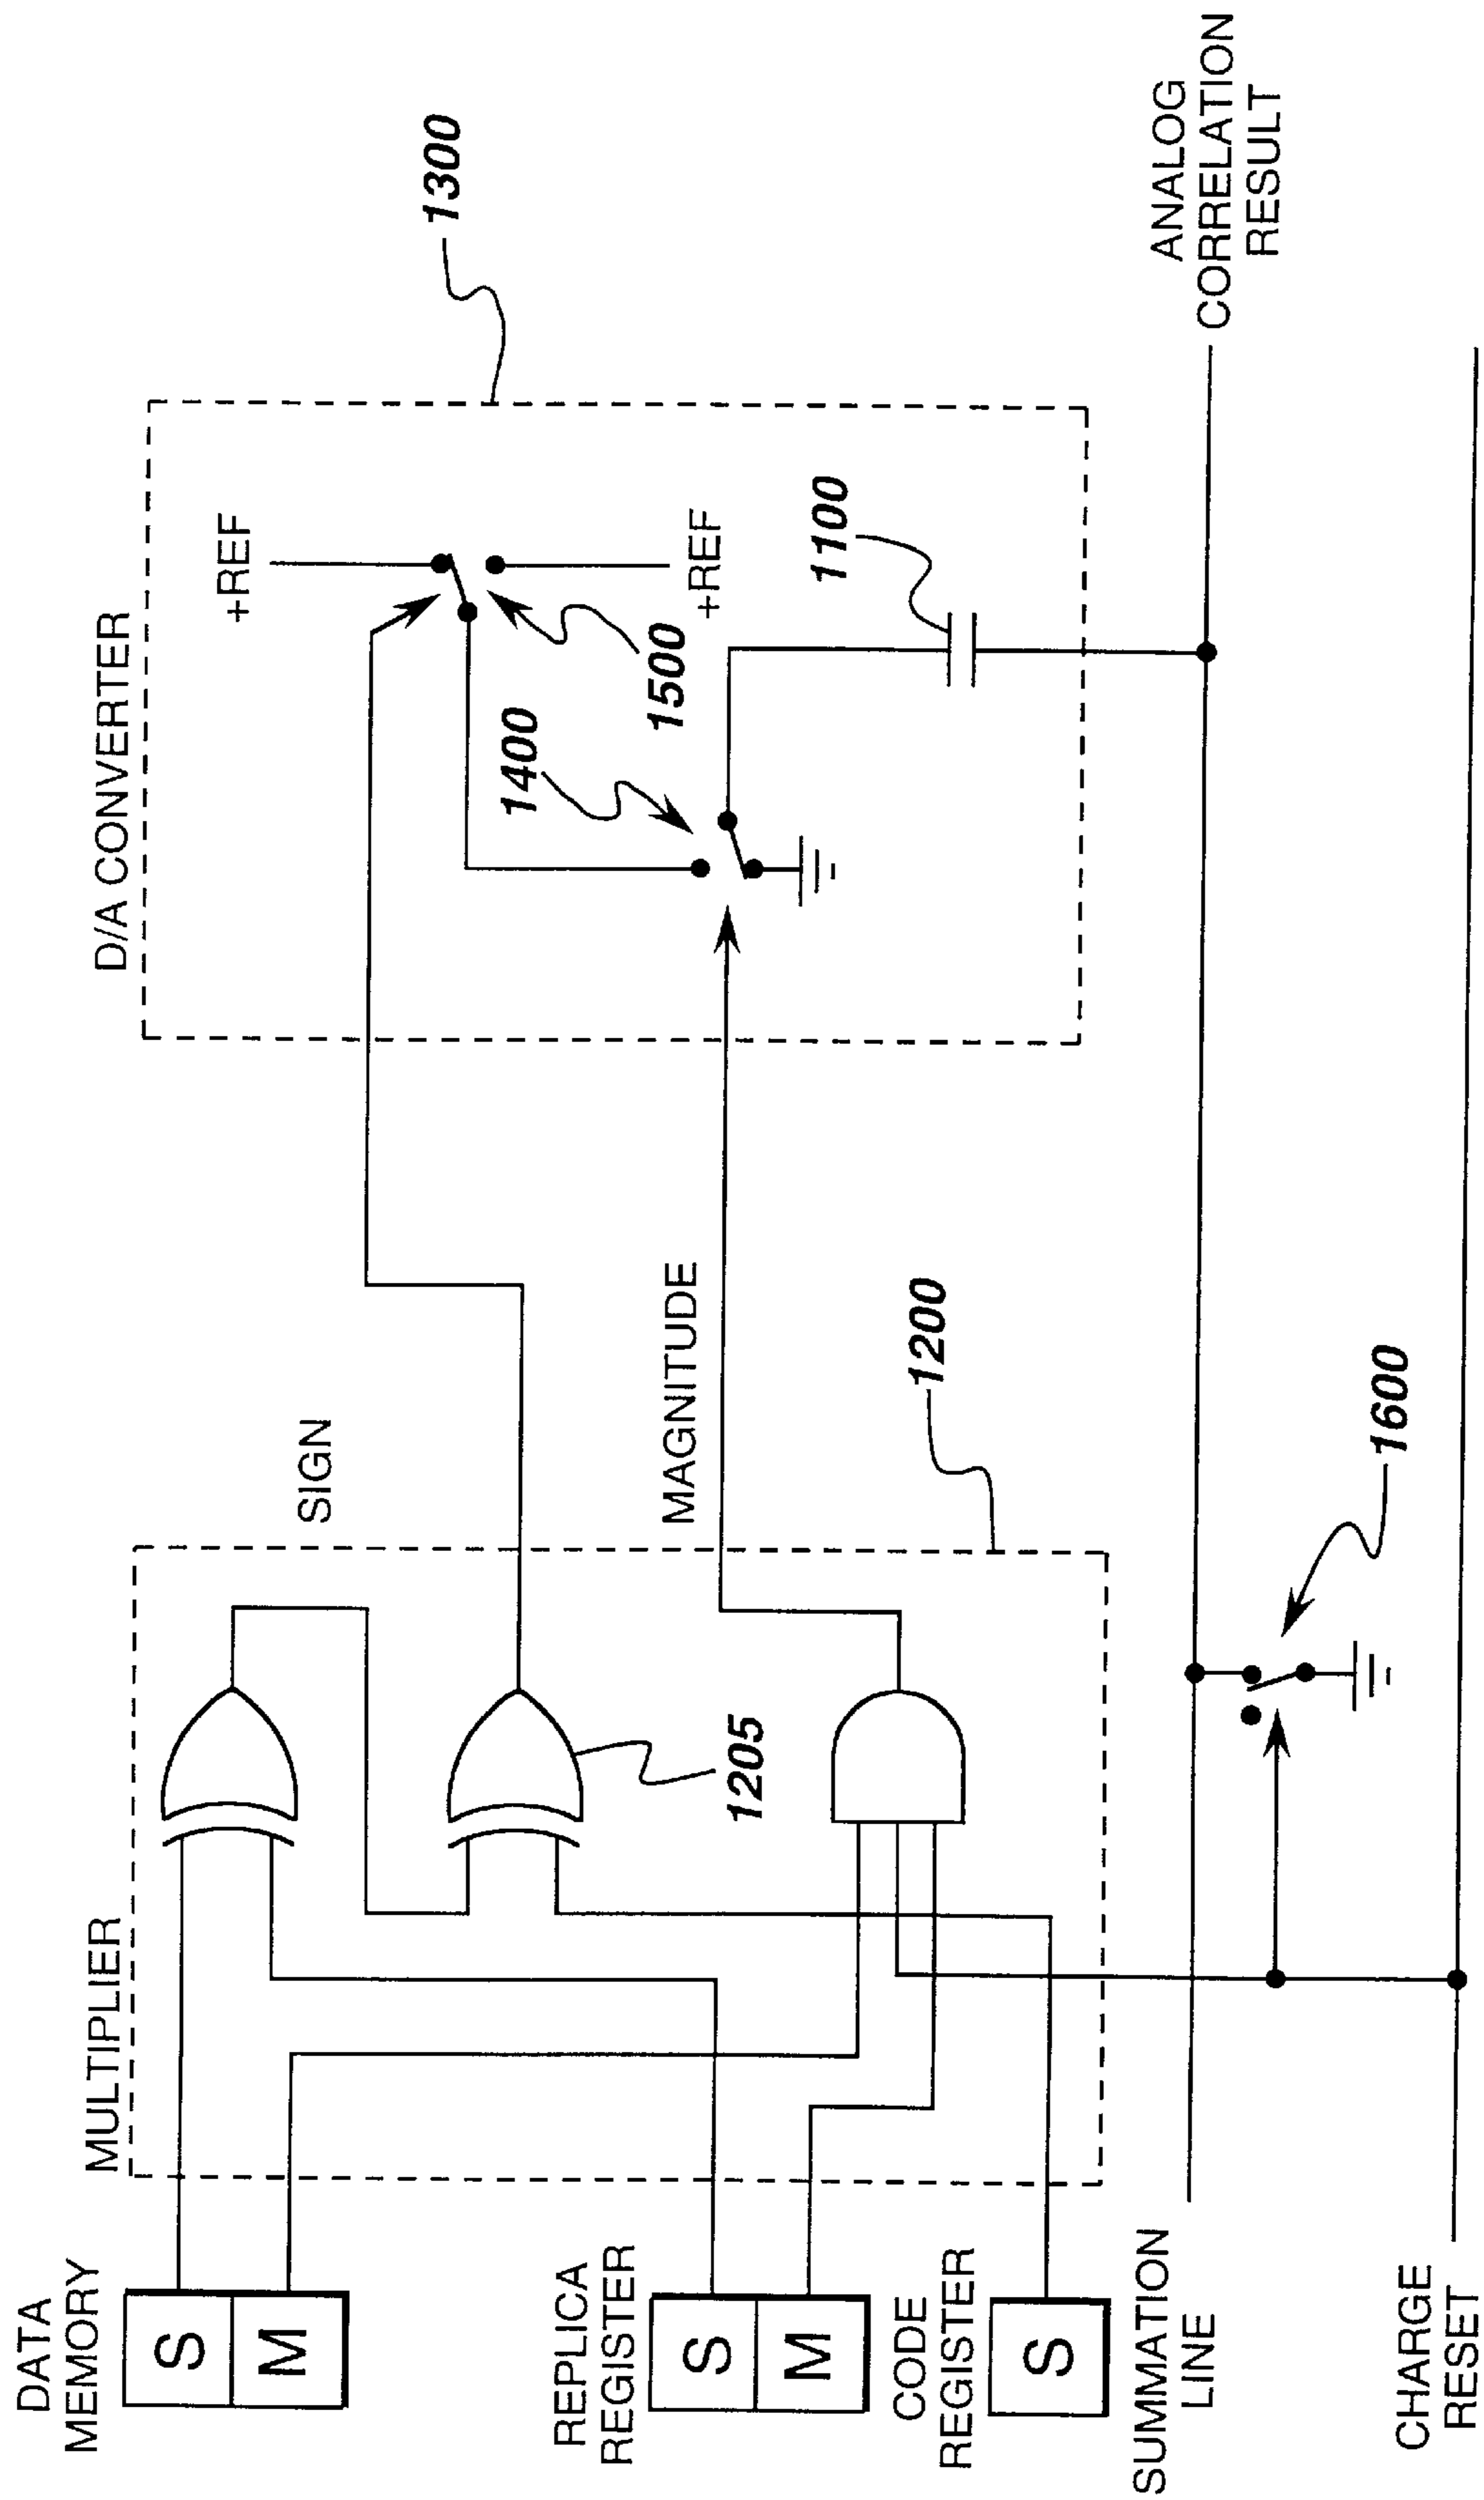 DATA
MEMORY
S
M
REPLICA
REGISTER
S
M
CODE
REGISTER
S
SUMMATION
LINE
CHARGE
RESET
MULTIPLIER
1205
1200
SIGN
MAGNITUDE
1600
D/A CONVERTER
+REF
1400
1500
+REF
1100
1300
ANALOG
CORRELATION
RESULT